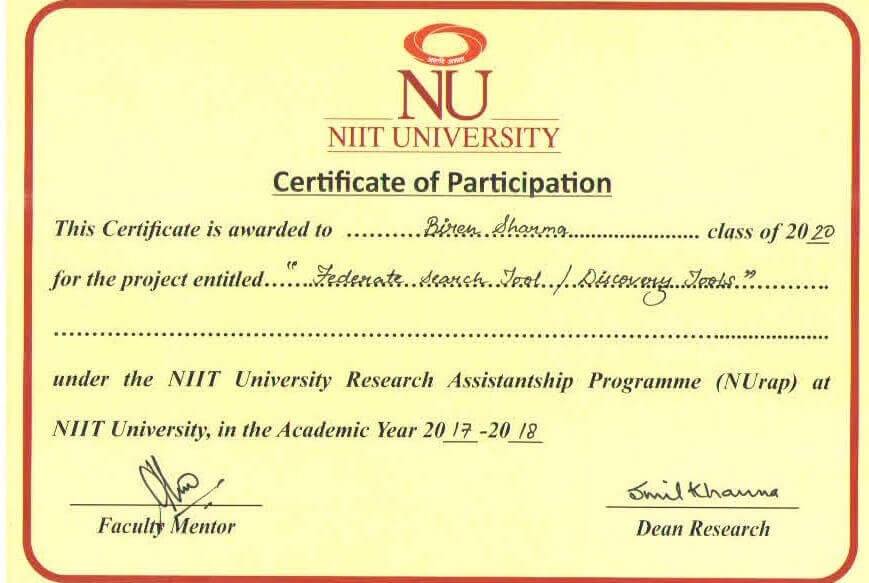 NU
NIIT UNIVERSITY
Certificate of Participation
This Certificate is awarded to ......... Biren Sharma ......... class of 2020
for the project entitled..... "Federate Search Tool / Discovery Tools" .........
under the NIIT University Research Assistantship Programme (NUrap) at
NIIT University, in the Academic Year 2017-2018
Sunil Khanna
Faculty Mentor Dean Research